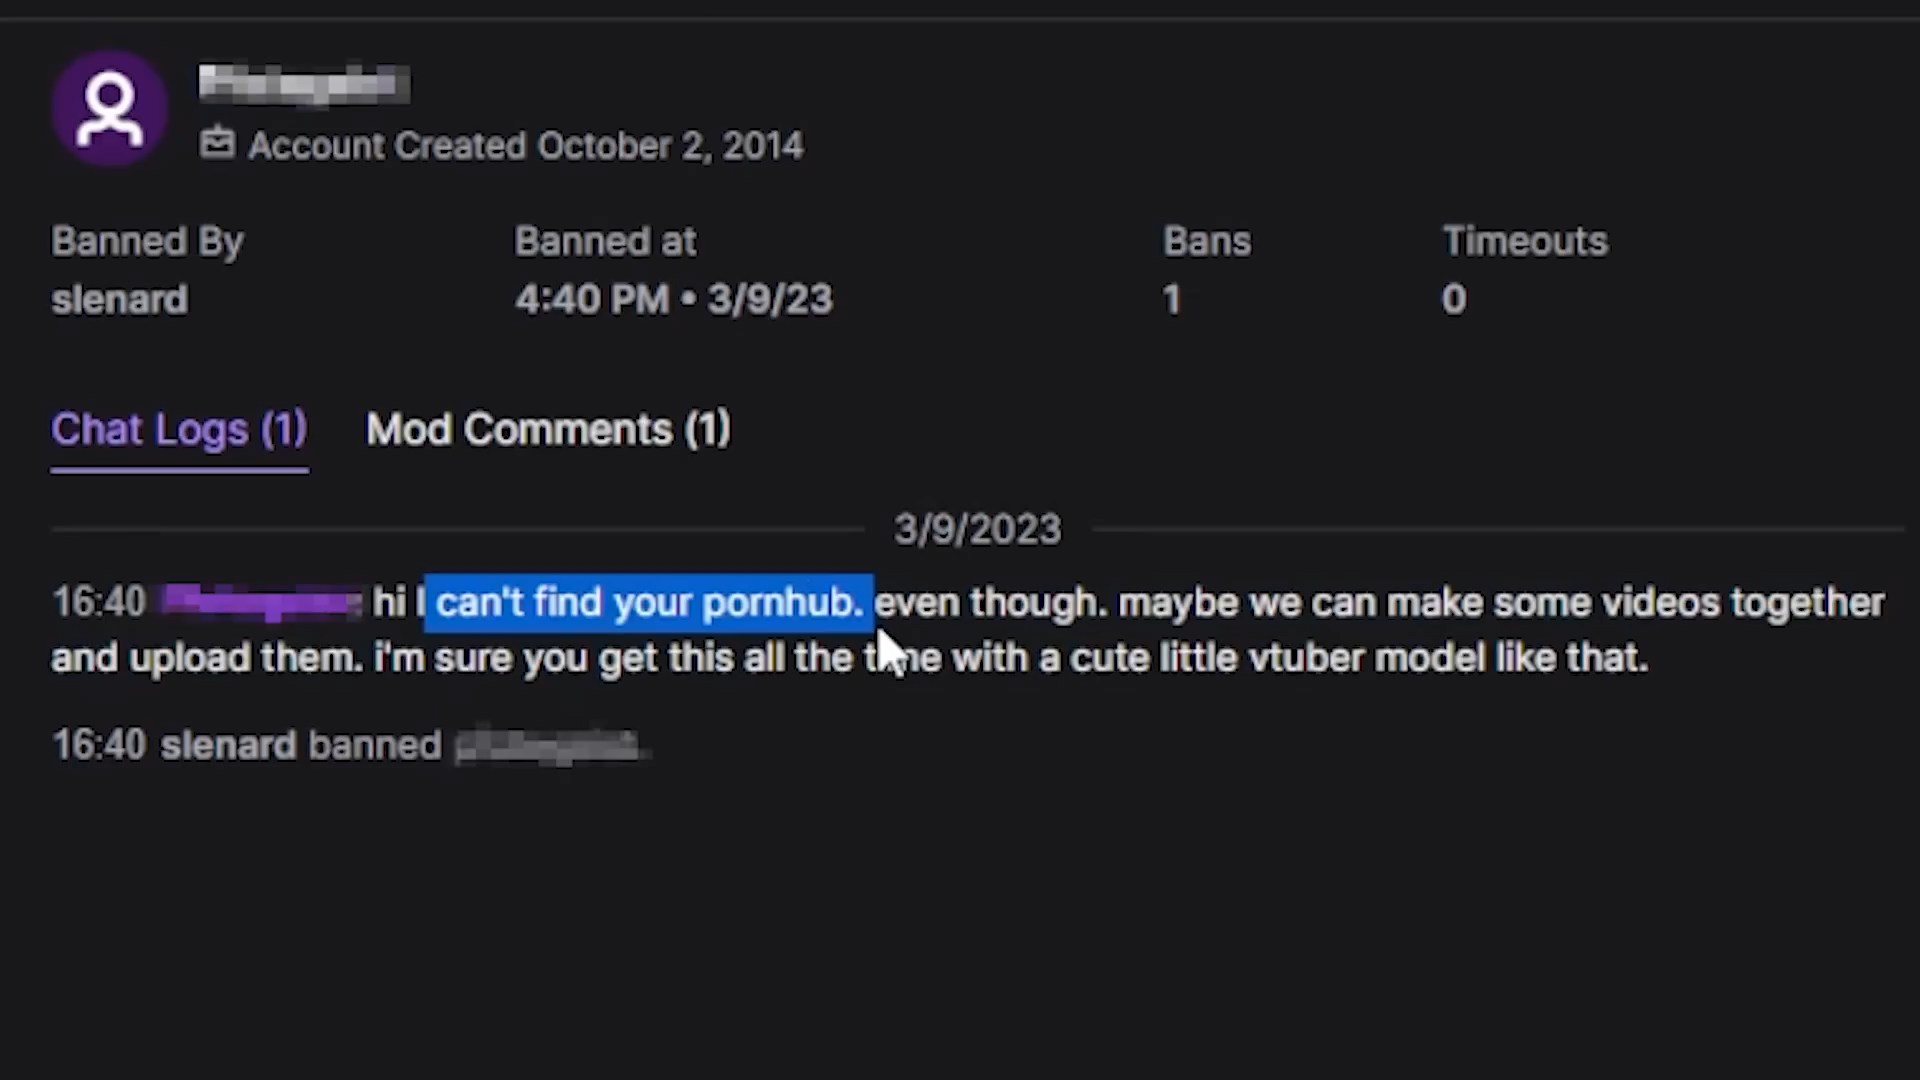 Account Created October 2, 2014
Banned By
Banned at
Bans
Timeouts
slenard
4:40 PM • 3/9/23
1
0
Chat Logs (1)
Mod Comments (1)
3/9/2023
16:40 hi I can't find your pornhub. even though. maybe we can make some videos together
and upload them. i'm sure you get this all the time with a cute little vtuber model like that.
16:40 slenard banned